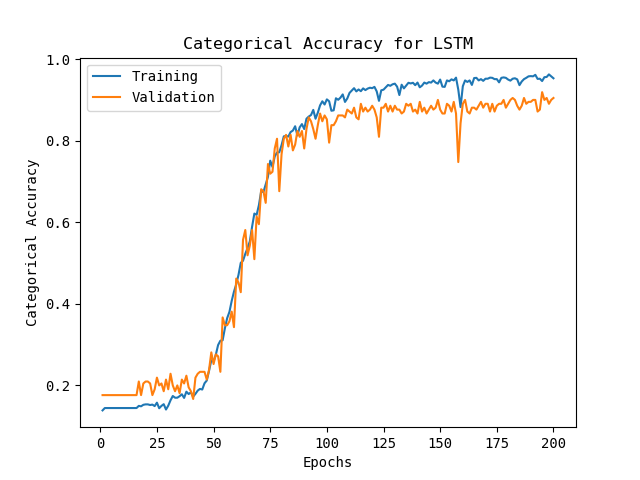 Categorical Accuracy for LSTM
1.0
0.8
0.6
0.4
0.2
Categorical Accuracy
Training
Validation
0 25 50 75 100 125 150 175 200
Epochs